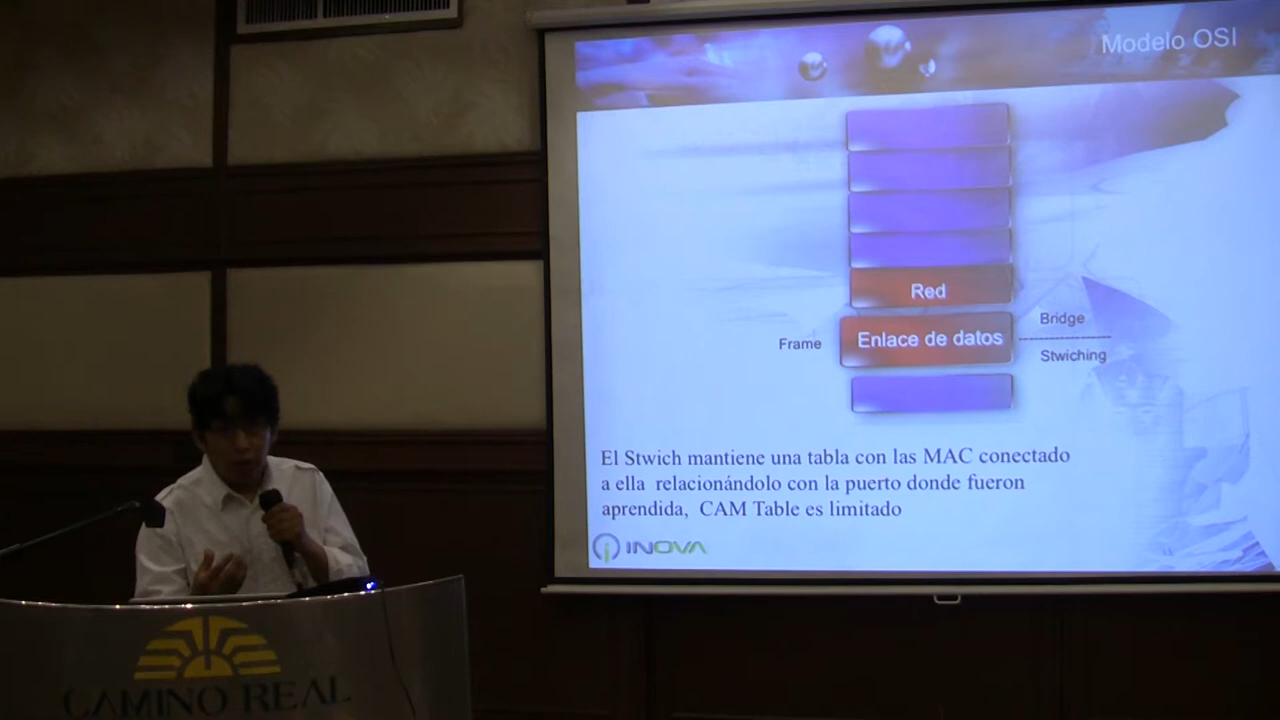 Modelo OSI
Red
Enlace de datos
Frame
Bridge
Stwiching
El Stwich mantiene una tabla con las MAC conectado
a ella relacionándolo con la puerto donde fueron
aprendida, CAM Table es limitado
INOVA
CAMINO REAL